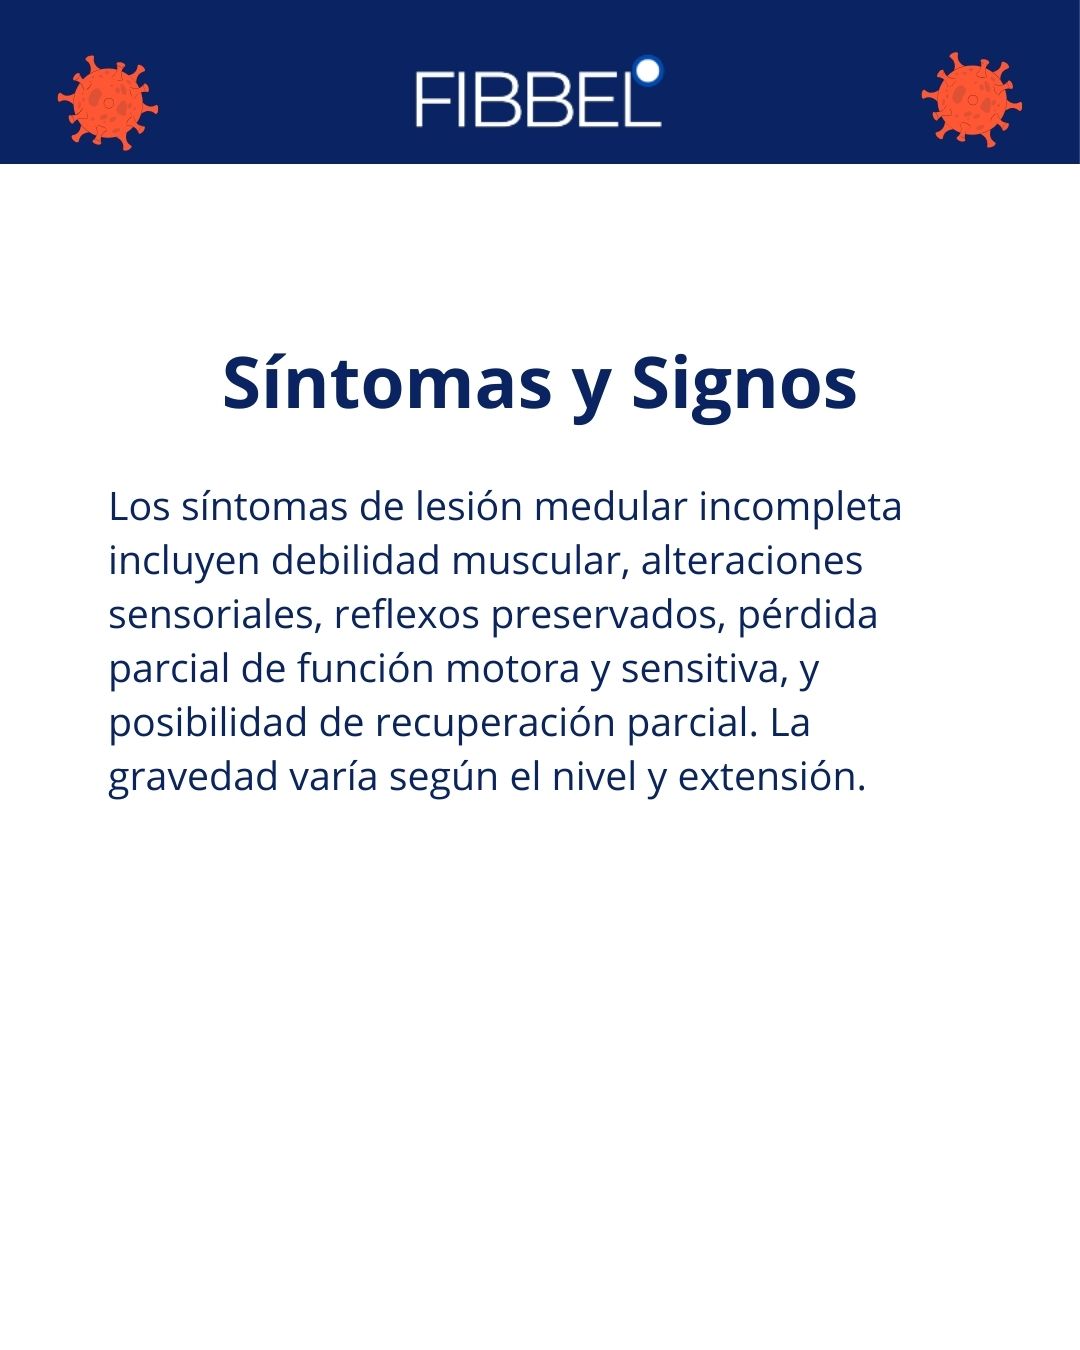 FIBBEL
Síntomas y Signos
Los síntomas de lesión medular incompleta
incluyen debilidad muscular, alteraciones
sensoriales, reflexos preservados, pérdida
parcial de función motora y sensitiva, y
posibilidad de recuperación parcial. La
gravedad varía según el nivel y extensión.